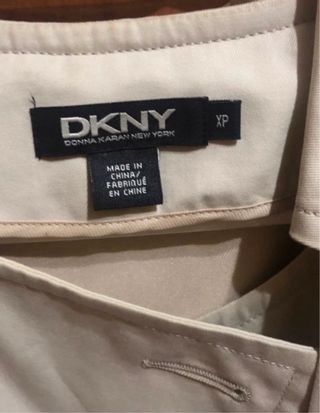 DKNY
DONNA KARAN NEW YORK
XP
MADE IN
CHINA/
FABRIQUÉ
EN CHINE